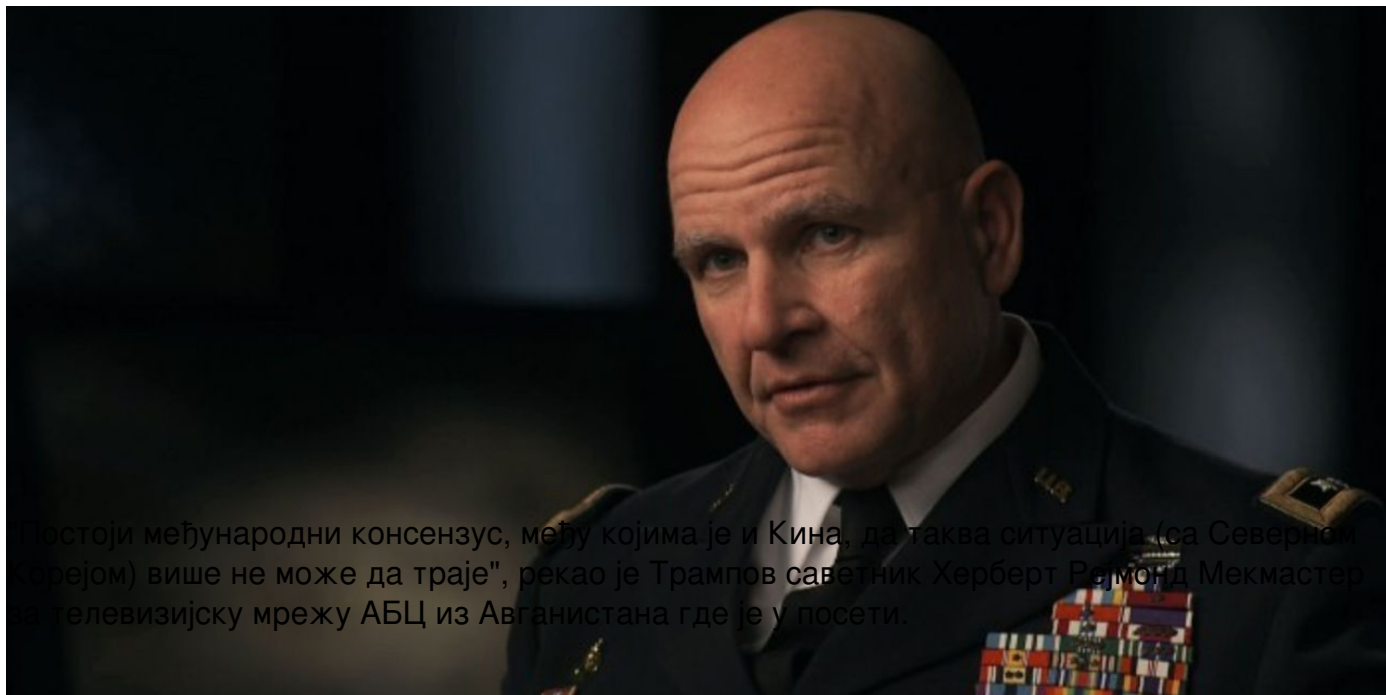 "Постоји међународни консензус, међу којима је и Кина, да таква ситуација (са Северном
Корејом) више не може да траје", рекао је Трампов саветник Херберт Рејмонд Мекмастер
за телевизијску мрежу АБЦ из Авганистана где је у посети.